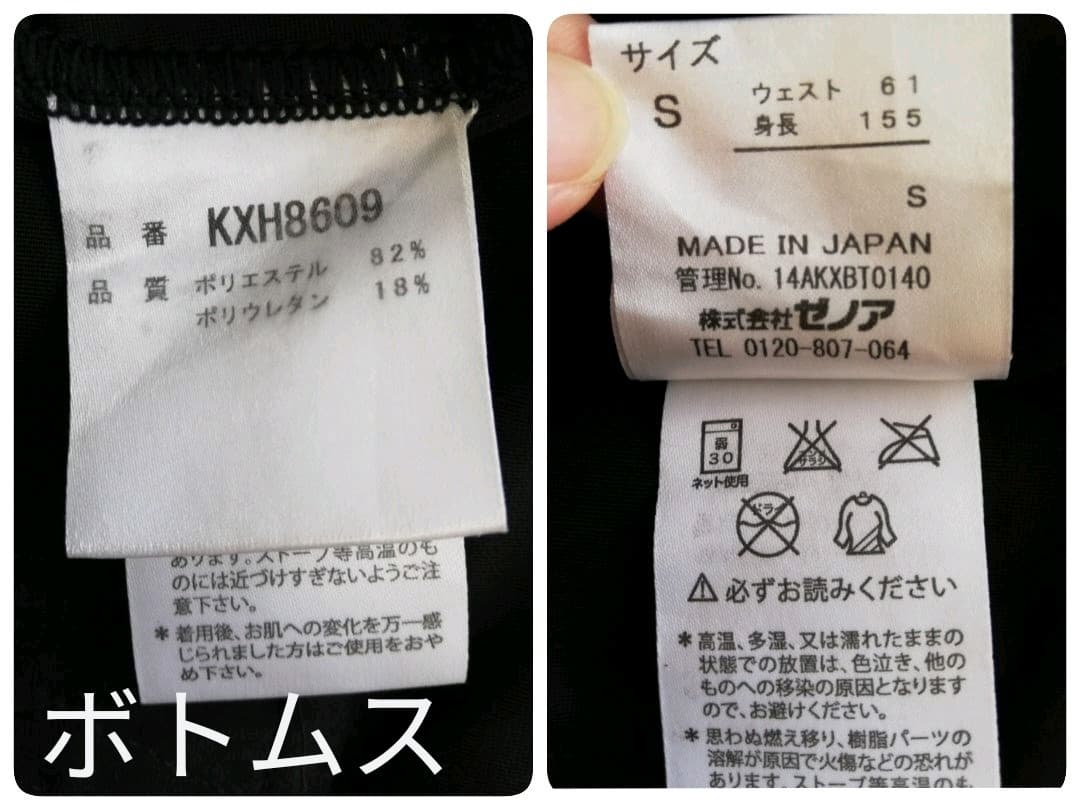 品番 KXH8609
品質 ポリエステル 82%
ポリウレタン 18%
あります。ストーブ等高温のも
のには近づけすぎないようご注
意下さい。
*着用後、お肌への変化を万一感
じられました方はご使用をおや
め下さい。
ボトムス
サイズ
S
ウェスト 61
身長 155
S
MADE IN JAPAN
管理No. 14AKXBT0140
株式会社ゼノア
TEL 0120-807-064
弱
30
ネット使用
エンソ
サラシ
ドライ
⚠必ずお読みください
*高温、多湿、又は濡れたままの
状態での放置は、色泣き、他の
ものへの移染の原因となります
ので、お避けください。
*思わぬ燃え移り、樹脂パーツの
溶解が原因で火傷などの恐れが
あります。ストーブ等高温のも